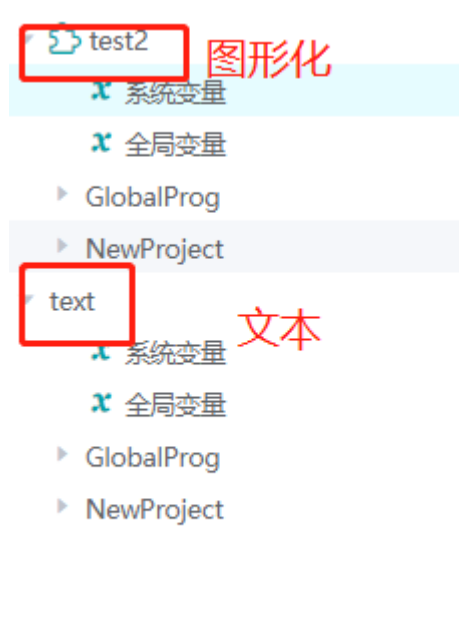 test2
图形化
系统变量
全局变量
GlobalProg
NewProject
text
文本
系统变量
全局变量
GlobalProg
NewProject